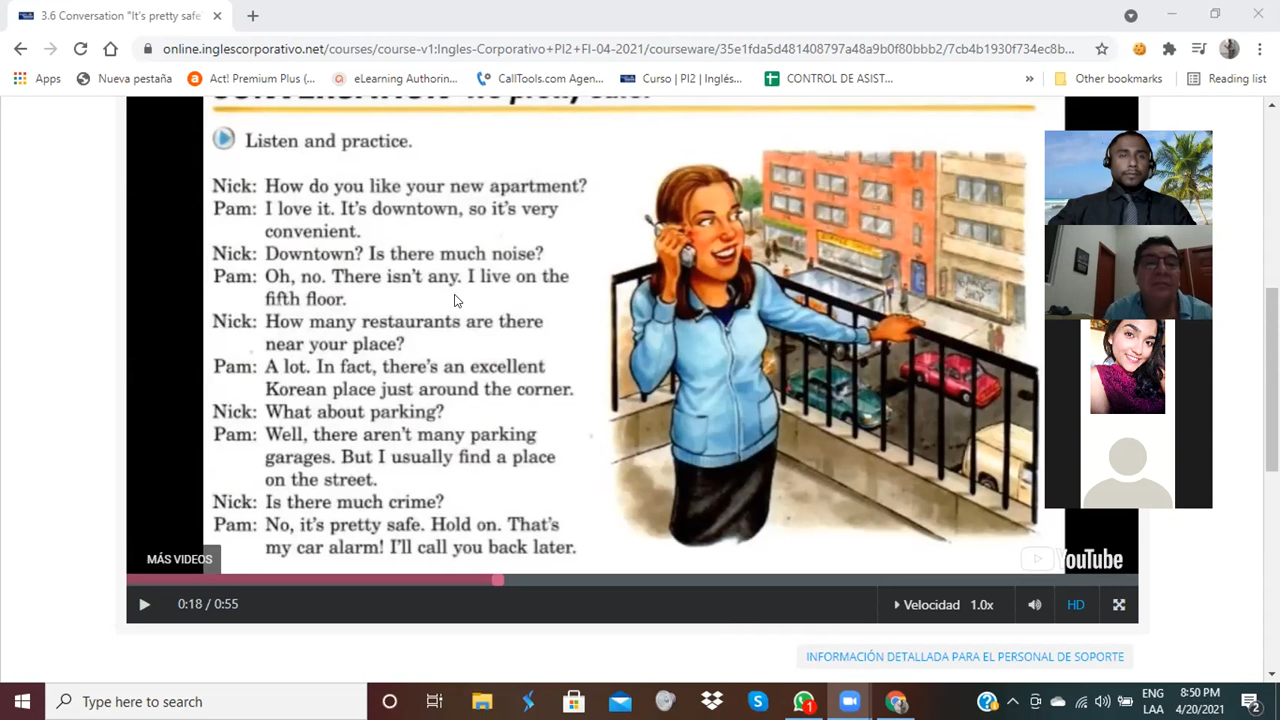 3.6 Conversation "It's pretty safe"
online.inglescorporativo.net/courses/course-v1:Ingles-Corporativo+PI2+FI-04-2021/courseware/35e1fda5d481408797a48a9b0f80bbb2/7cb4b1930f734ec8b...
Apps
Nueva pestaña
Act! Premium Plus (...
eLearning Authorin...
CallTools.com Agen...
Curso | PI2 | Inglés...
CONTROL DE ASIST...
»
Other bookmarks
Reading list
Listen and practice.
Nick: How do you like your new apartment?
Pam: I love it. It's downtown, so it's very
convenient.
Nick: Downtown? Is there much noise?
Pam: Oh, no. There isn't any. I live on the
fifth floor.
Nick: How many restaurants are there
near your place?
Pam: A lot. In fact, there's an excellent
Korean place just around the corner.
Nick: What about parking?
Pam: Well, there aren't many parking
garages. But I usually find a place
on the street.
Nick: Is there much crime?
Pam: No, it's pretty safe. Hold on. That's
my car alarm! I'll call you back later.
MÁS VIDEOS
YouTube
0:18 / 0:55
Velocidad 1.0x
HD
INFORMACIÓN DETALLADA PARA EL PERSONAL DE SOPORTE
Type here to search
1
ENG
LAA
8:50 PM
4/20/2021
2